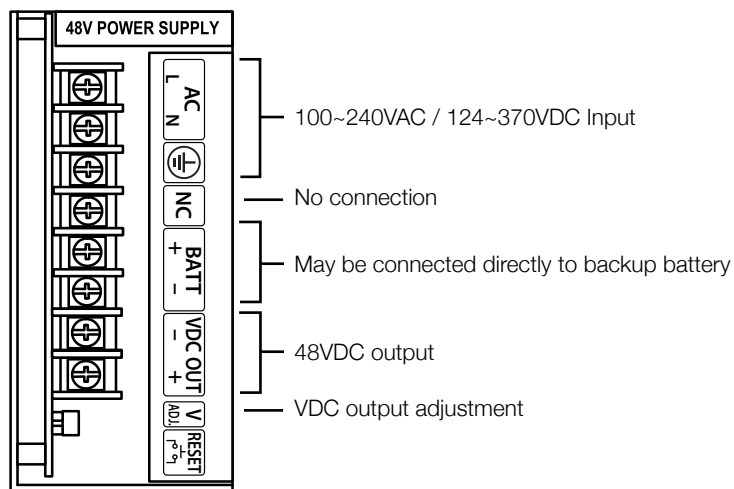 48V POWER SUPPLY
AC
L N
100~240VAC / 124~370VDC Input
NC
No connection
BATT
+ −
May be connected directly to backup battery
VDC OUT
− +
48VDC output
V
ADJ.
VDC output adjustment
RESET